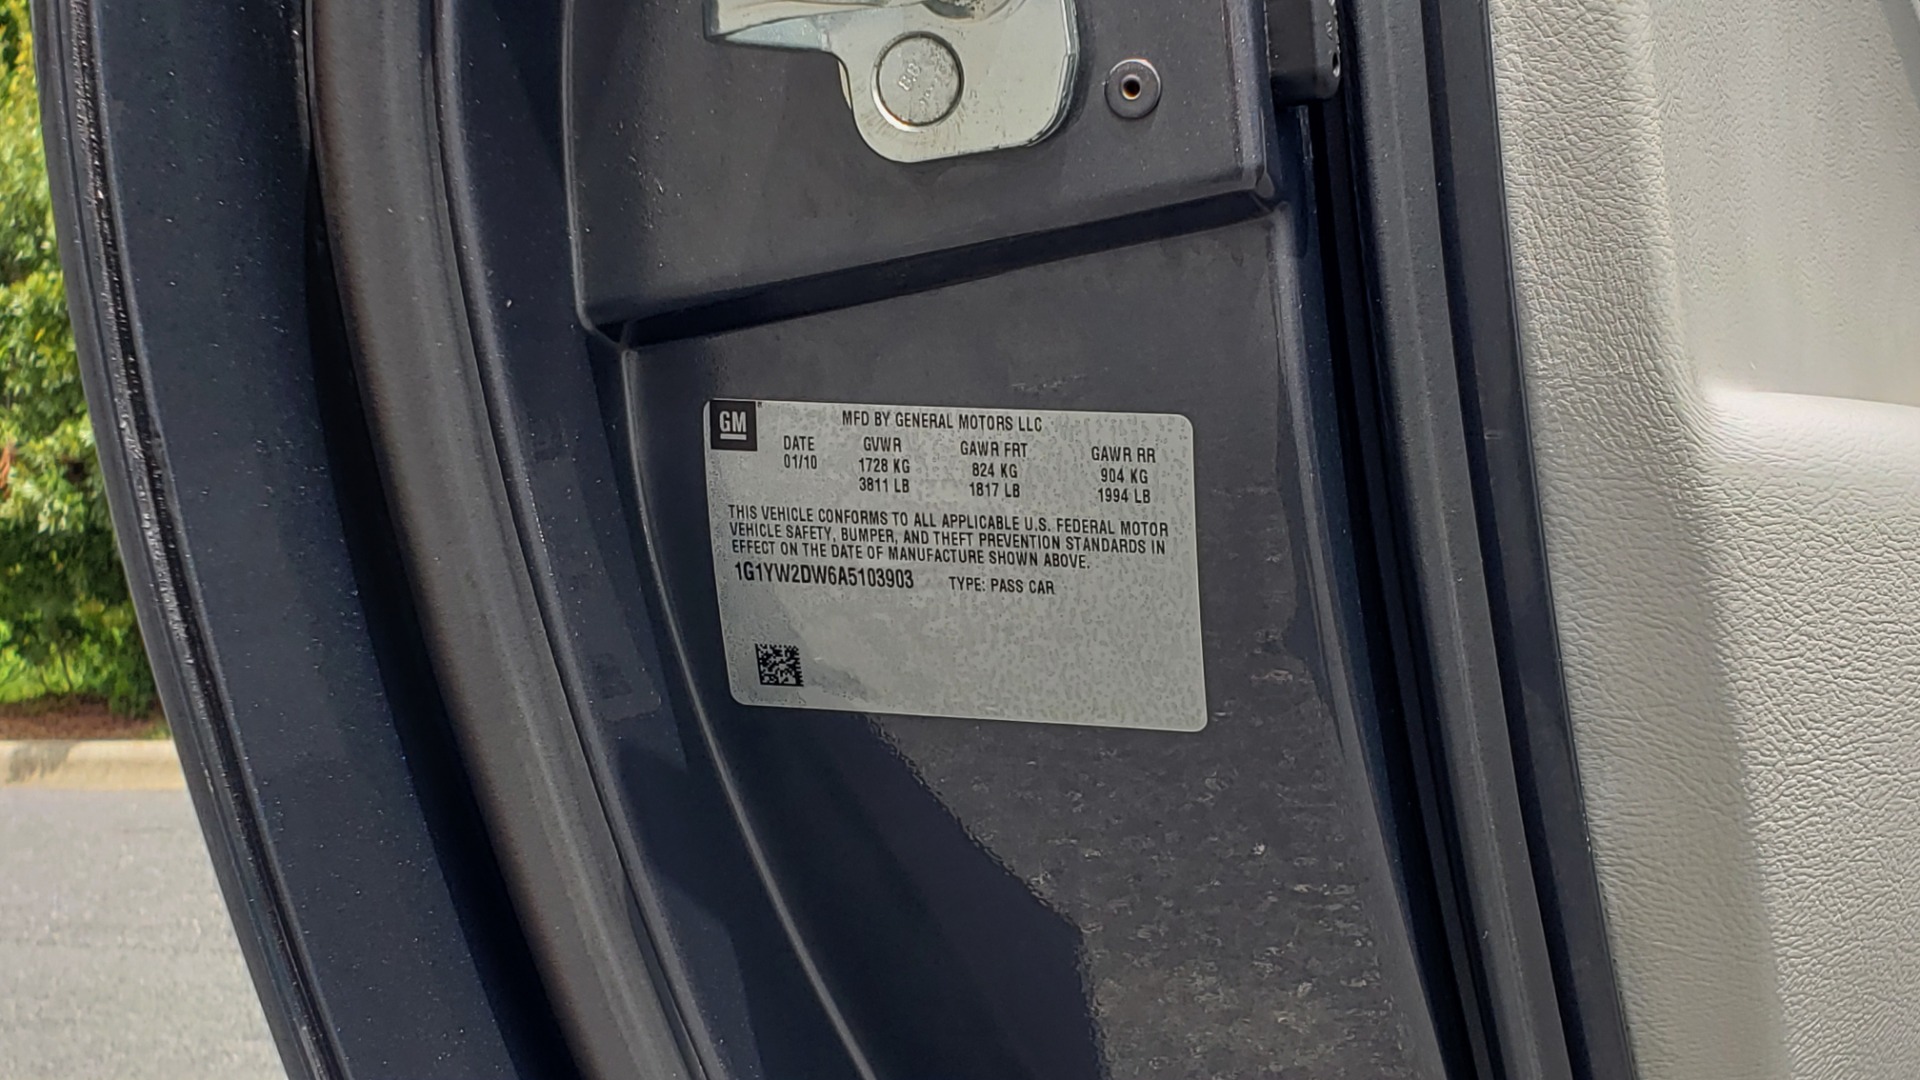 GM
MFD BY GENERAL MOTORS LLC
DATE GVWR GAWR FRT GAWR RR
01/10 1728 KG 824 KG 904 KG
3811 LB 1817 LB 1994 LB
THIS VEHICLE CONFORMS TO ALL APPLICABLE U.S. FEDERAL MOTOR
VEHICLE SAFETY, BUMPER, AND THEFT PREVENTION STANDARDS IN
EFFECT ON THE DATE OF MANUFACTURE SHOWN ABOVE.
1G1YW2DW6A5103903 TYPE: PASS CAR